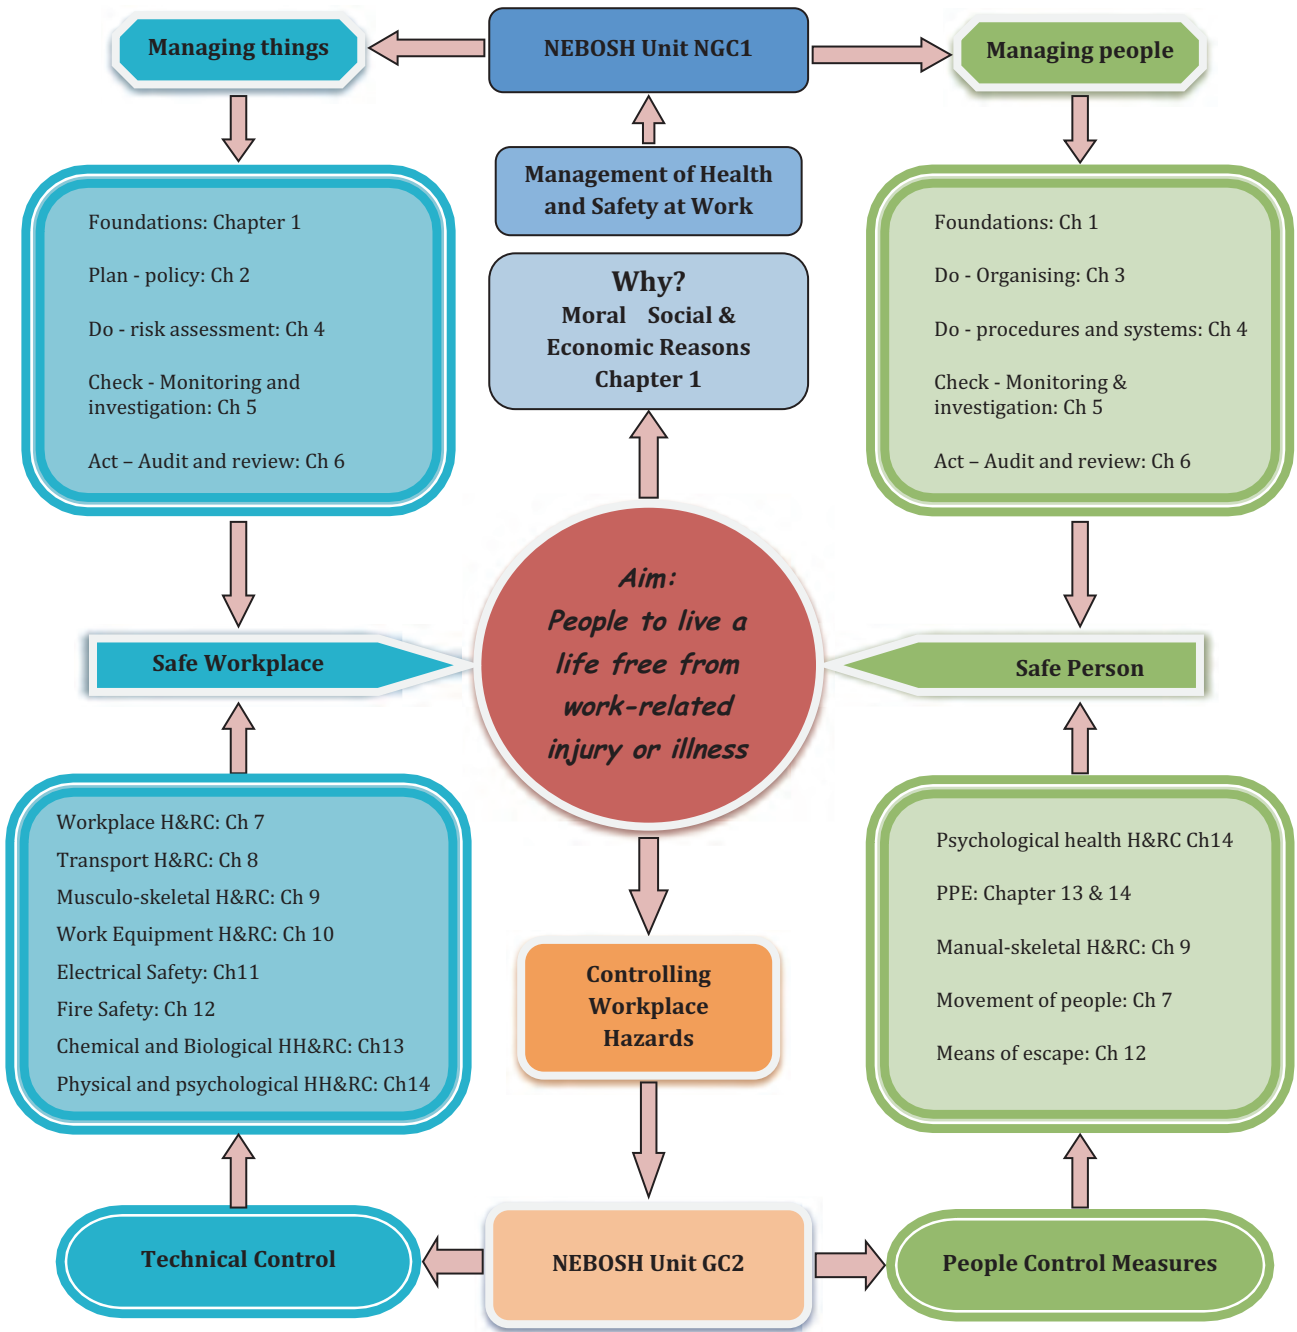 Managing things
NEBOSH Unit NGC1
Managing people
Management of Health
and Safety at Work
Foundations: Chapter 1
Plan - policy: Ch 2
Do - risk assessment: Ch 4
Check - Monitoring and
investigation: Ch 5
Act – Audit and review: Ch 6
Why?
Moral Social &
Economic Reasons
Chapter 1
Foundations: Ch 1
Do - Organising: Ch 3
Do - procedures and systems: Ch 4
Check - Monitoring &
investigation: Ch 5
Act – Audit and review: Ch 6
Safe Workplace
Aim:
People to live a
life free from
work-related
injury or illness
Safe Person
Workplace H&RC: Ch 7
Transport H&RC: Ch 8
Musculo-skeletal H&RC: Ch 9
Work Equipment H&RC: Ch 10
Electrical Safety: Ch11
Fire Safety: Ch 12
Chemical and Biological HH&RC: Ch13
Physical and psychological HH&RC: Ch14
Controlling
Workplace
Hazards
Psychological health H&RC Ch14
PPE: Chapter 13 & 14
Manual-skeletal H&RC: Ch 9
Movement of people: Ch 7
Means of escape: Ch 12
Technical Control
NEBOSH Unit GC2
People Control Measures